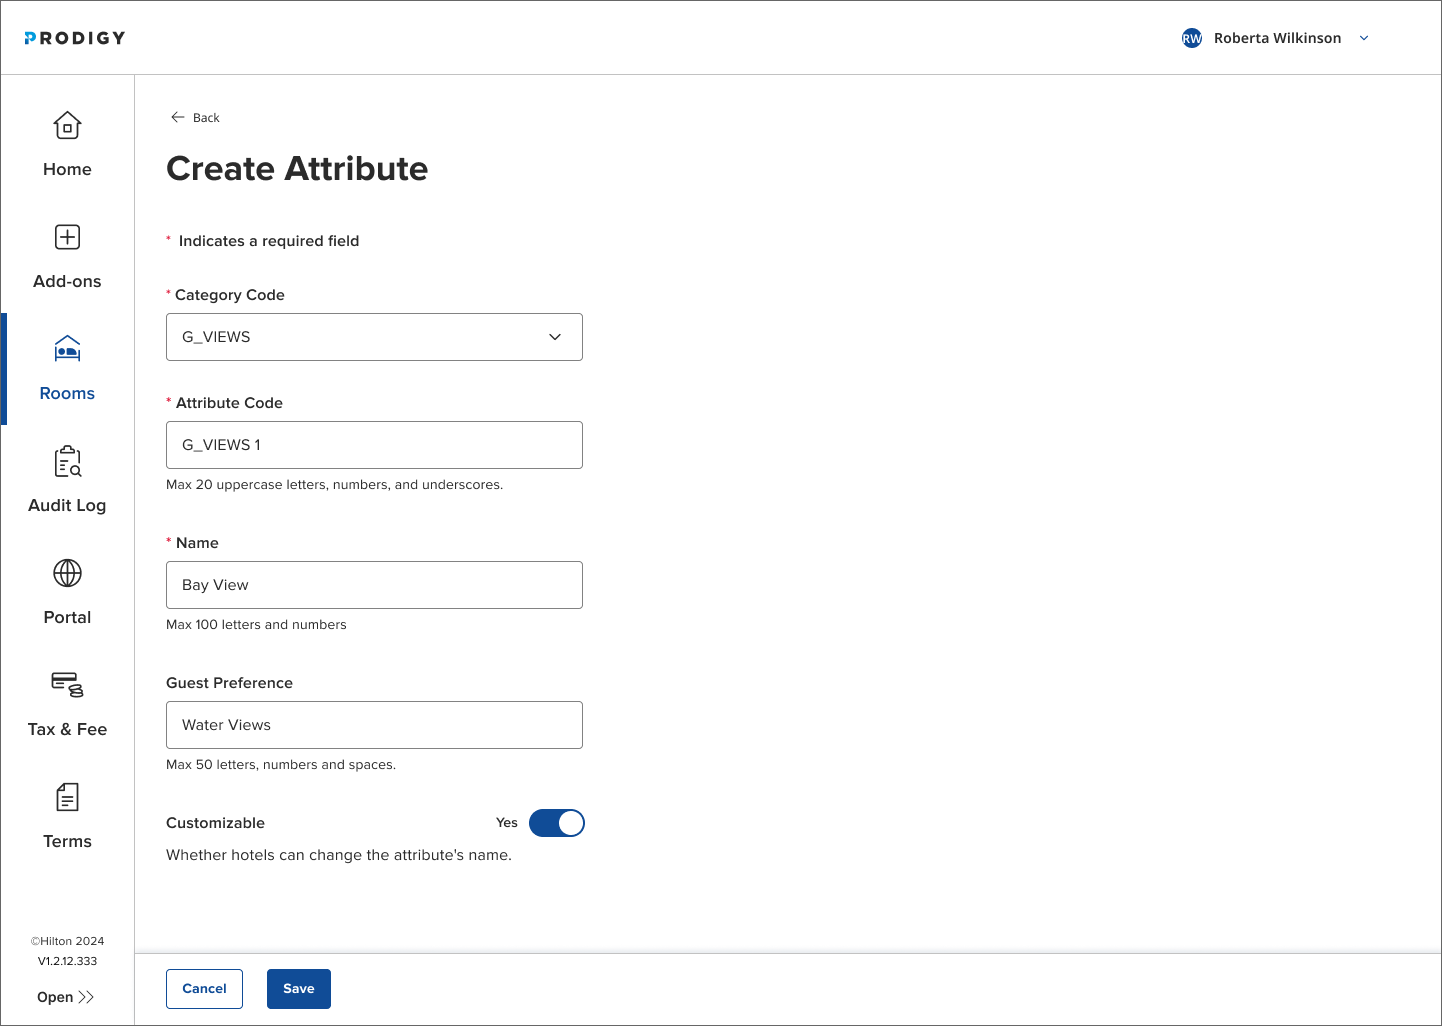 PRODIGY
RW Roberta Wilkinson
Home
Add-ons
Rooms
Audit Log
Portal
Tax & Fee
Terms
©Hilton 2024
V1.2.12.333
Open
Back
Create Attribute
* Indicates a required field
* Category Code
G_VIEWS
* Attribute Code
G_VIEWS 1
Max 20 uppercase letters, numbers, and underscores.
* Name
Bay View
Max 100 letters and numbers
Guest Preference
Water Views
Max 50 letters, numbers and spaces.
Customizable Yes
Whether hotels can change the attribute's name.
Cancel Save